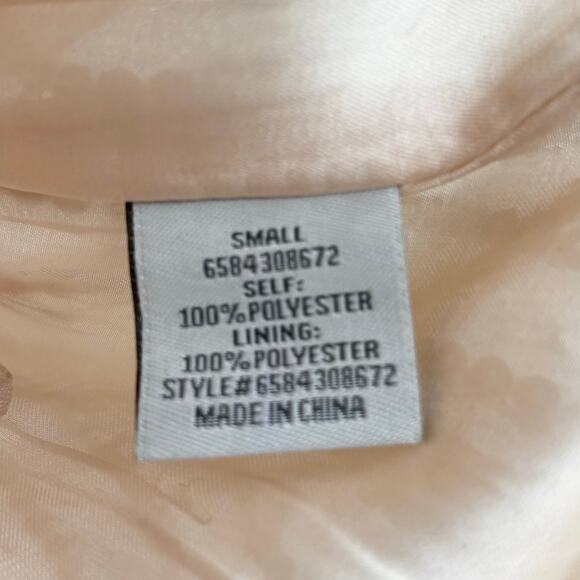 SMALL
6584308672
SELF:
100%POLYESTER
LINING:
100%POLYESTER
STYLE#6584308672
MADE IN CHINA